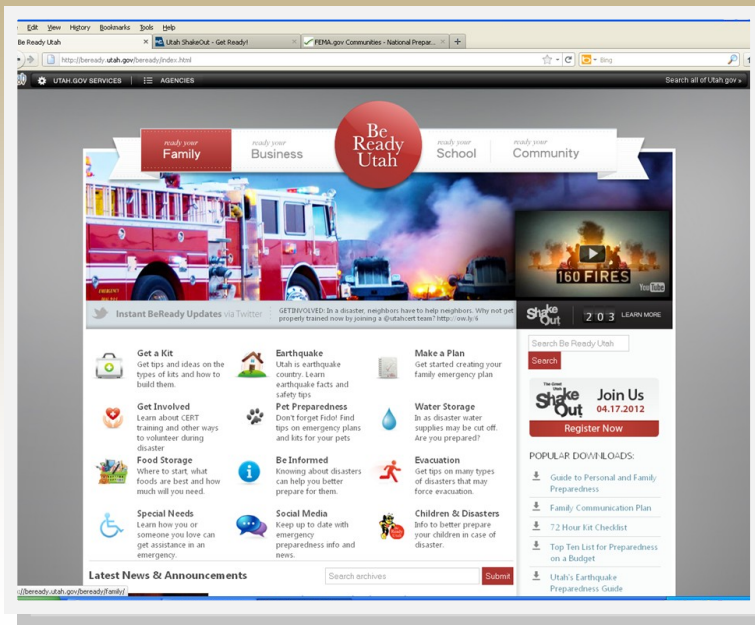 Edit View History Bookmarks Tools Help
Be Ready Utah
Utah ShakeOut - Get Ready!
FEMA.gov Communities - National Prepar...
http://beready.utah.gov/beready/index.html
Bing
UTAH.GOV SERVICES
AGENCIES
Search all of Utah.gov »
ready your
Family
ready your
Business
Be
Ready
Utah
ready your
School
ready your
Community
160 FIRES
YouTube
Instant BeReady Updates via Twitter
GETINVOLVED: In a disaster, neighbors have to help neighbors. Why not get
properly trained now by joining a @utahcert team? http://ow.ly/6
Shake
Out
203
LEARN MORE
Get a Kit
Get tips and ideas on the
types of kits and how to
build them.
Earthquake
Utah is earthquake
country. Learn
earthquake facts and
safety tips
Make a Plan
Get started creating your
family emergency plan
Get Involved
Learn about CERT
training and other ways
to volunteer during
disaster
Pet Preparedness
Don't forget Fido! Find
tips on emergency plans
and kits for your pets
Water Storage
In as disaster water
supplies may be cut off.
Are you prepared?
Food Storage
Where to start, what
foods are best and how
much will you need.
Be Informed
Knowing about disasters
can help you better
prepare for them.
Evacuation
Get tips on many types
of disasters that may
force evacuation.
Special Needs
Learn how you or
someone you love can
get assistance in an
emergency.
Social Media
Keep up to date with
emergency
preparedness info and
news.
Children & Disasters
Info to better prepare
your children in case of
disaster.
Latest News & Announcements
Search archives
Submit
Search Be Ready Utah
Search
The Great
Utah
Shake
Out
Join Us
04.17.2012
Register Now
POPULAR DOWNLOADS:
Guide to Personal and Family
Preparedness
Family Communication Plan
72 Hour Kit Checklist
Top Ten List for Preparedness
on a Budget
Utah's Earthquake
Preparedness Guide
://beready.utah.gov/beready/family/